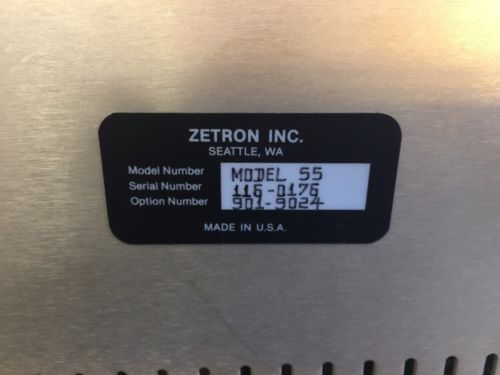 ZETRON INC.
SEATTLE, WA
Model Number MODEL 55
Serial Number 116-0176
Option Number 901-9024
MADE IN U.S.A.